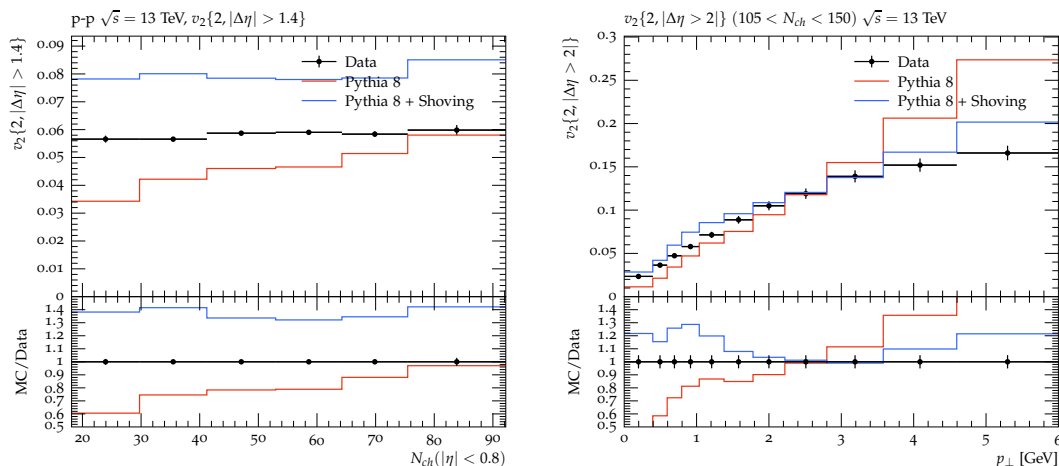 p-p √s = 13 TeV, v₂{2, |Δη| > 1.4}
v₂{2, |Δη| > 1.4}
0.09
0.08
0.07
0.06
0.05
0.04
0.03
0.02
0.01
0
Data
Pythia 8
Pythia 8 + Shoving
MC/Data
1.4
1.3
1.2
1.1
1
0.9
0.8
0.7
0.6
0.5
20 30 40 50 60 70 80 90
N_ch(|η| < 0.8)
v₂{2, |Δη > 2|} (105 < N_ch < 150) √s = 13 TeV
v₂{2, |Δη > 2|}
0.3
0.25
0.2
0.15
0.1
0.05
Data
Pythia 8
Pythia 8 + Shoving
MC/Data
1.4
1.3
1.2
1.1
1
0.9
0.8
0.7
0.6
0.5
0 1 2 3 4 5 6
p⊥ [GeV]